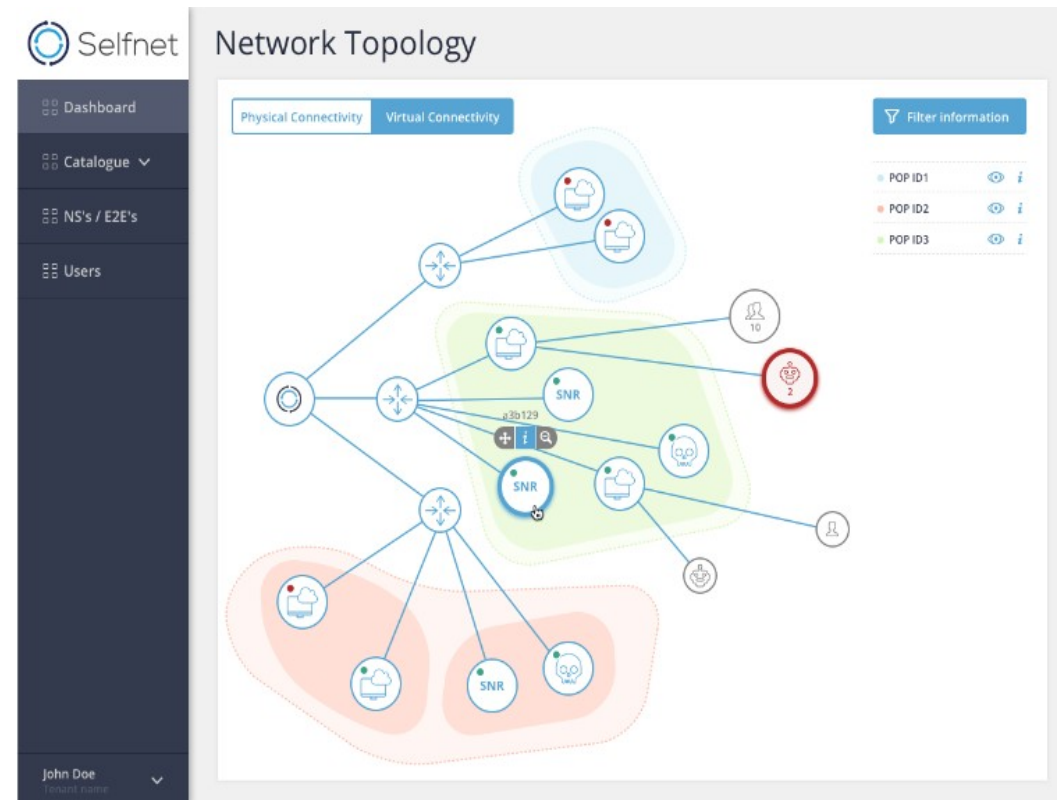 Selfnet
Network Topology
Dashboard
Catalogue
NS's / E2E's
Users
Physical Connectivity
Virtual Connectivity
Filter information
POP ID1
i
POP ID2
i
POP ID3
i
10
2
SNR
a3b129
i
SNR
SNR
John Doe
Tenant name